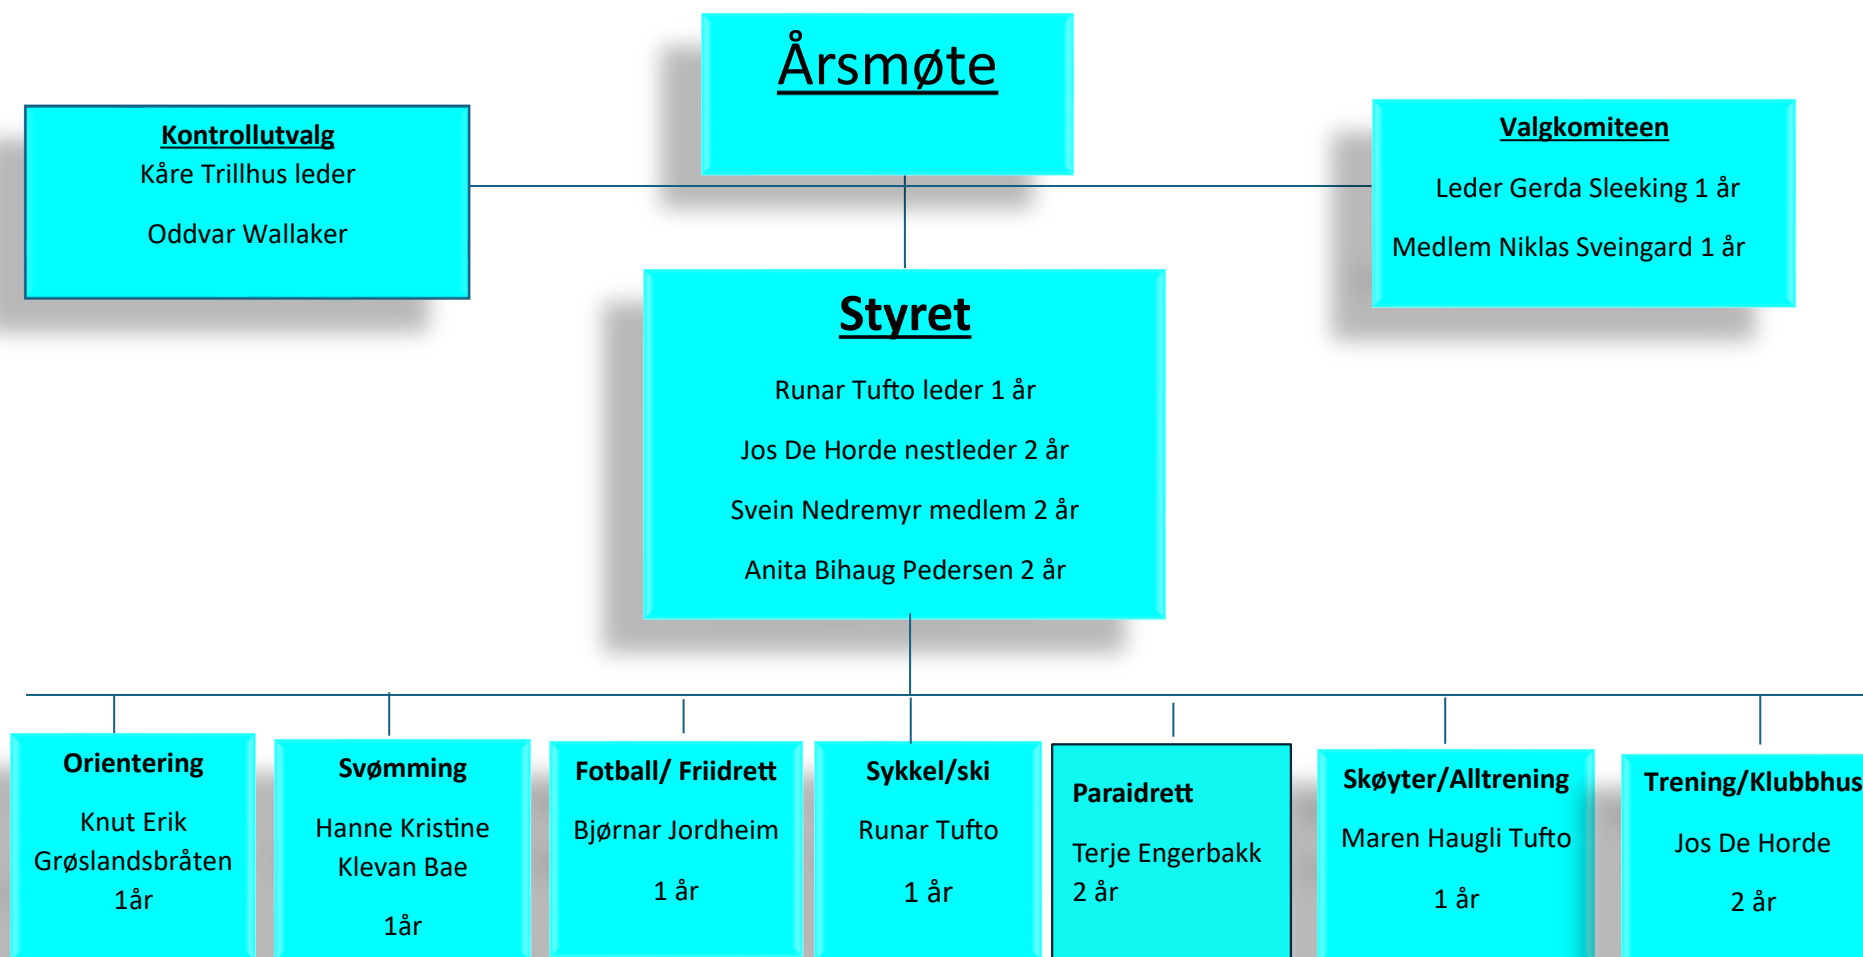 Årsmøte
Kontrollutvalg
Kåre Trillhus leder
Oddvar Wallaker
Valgkomiteen
Leder Gerda Sleeking 1 år
Medlem Niklas Sveingard 1 år
Styret
Runar Tufto leder 1 år
Jos De Horde nestleder 2 år
Svein Nedremyr medlem 2 år
Anita Bihaug Pedersen 2 år
Orientering
Knut Erik
Grøslandsbråten
1år
Svømming
Hanne Kristine
Klevan Bae
1år
Fotball/ Friidrett
Bjørnar Jordheim
1 år
Sykkel/ski
Runar Tufto
1 år
Paraidrett
Terje Engerbakk
2 år
Skøyter/Alltrening
Maren Haugli Tufto
1 år
Trening/Klubbhus
Jos De Horde
2 år